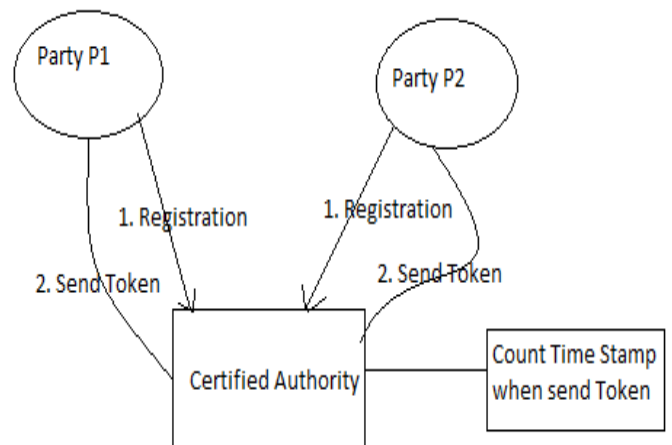 Party P1
Party P2
1. Registration
1. Registration
2. Send Token
2. Send Token
Certified Authority
Count Time Stamp
when send Token